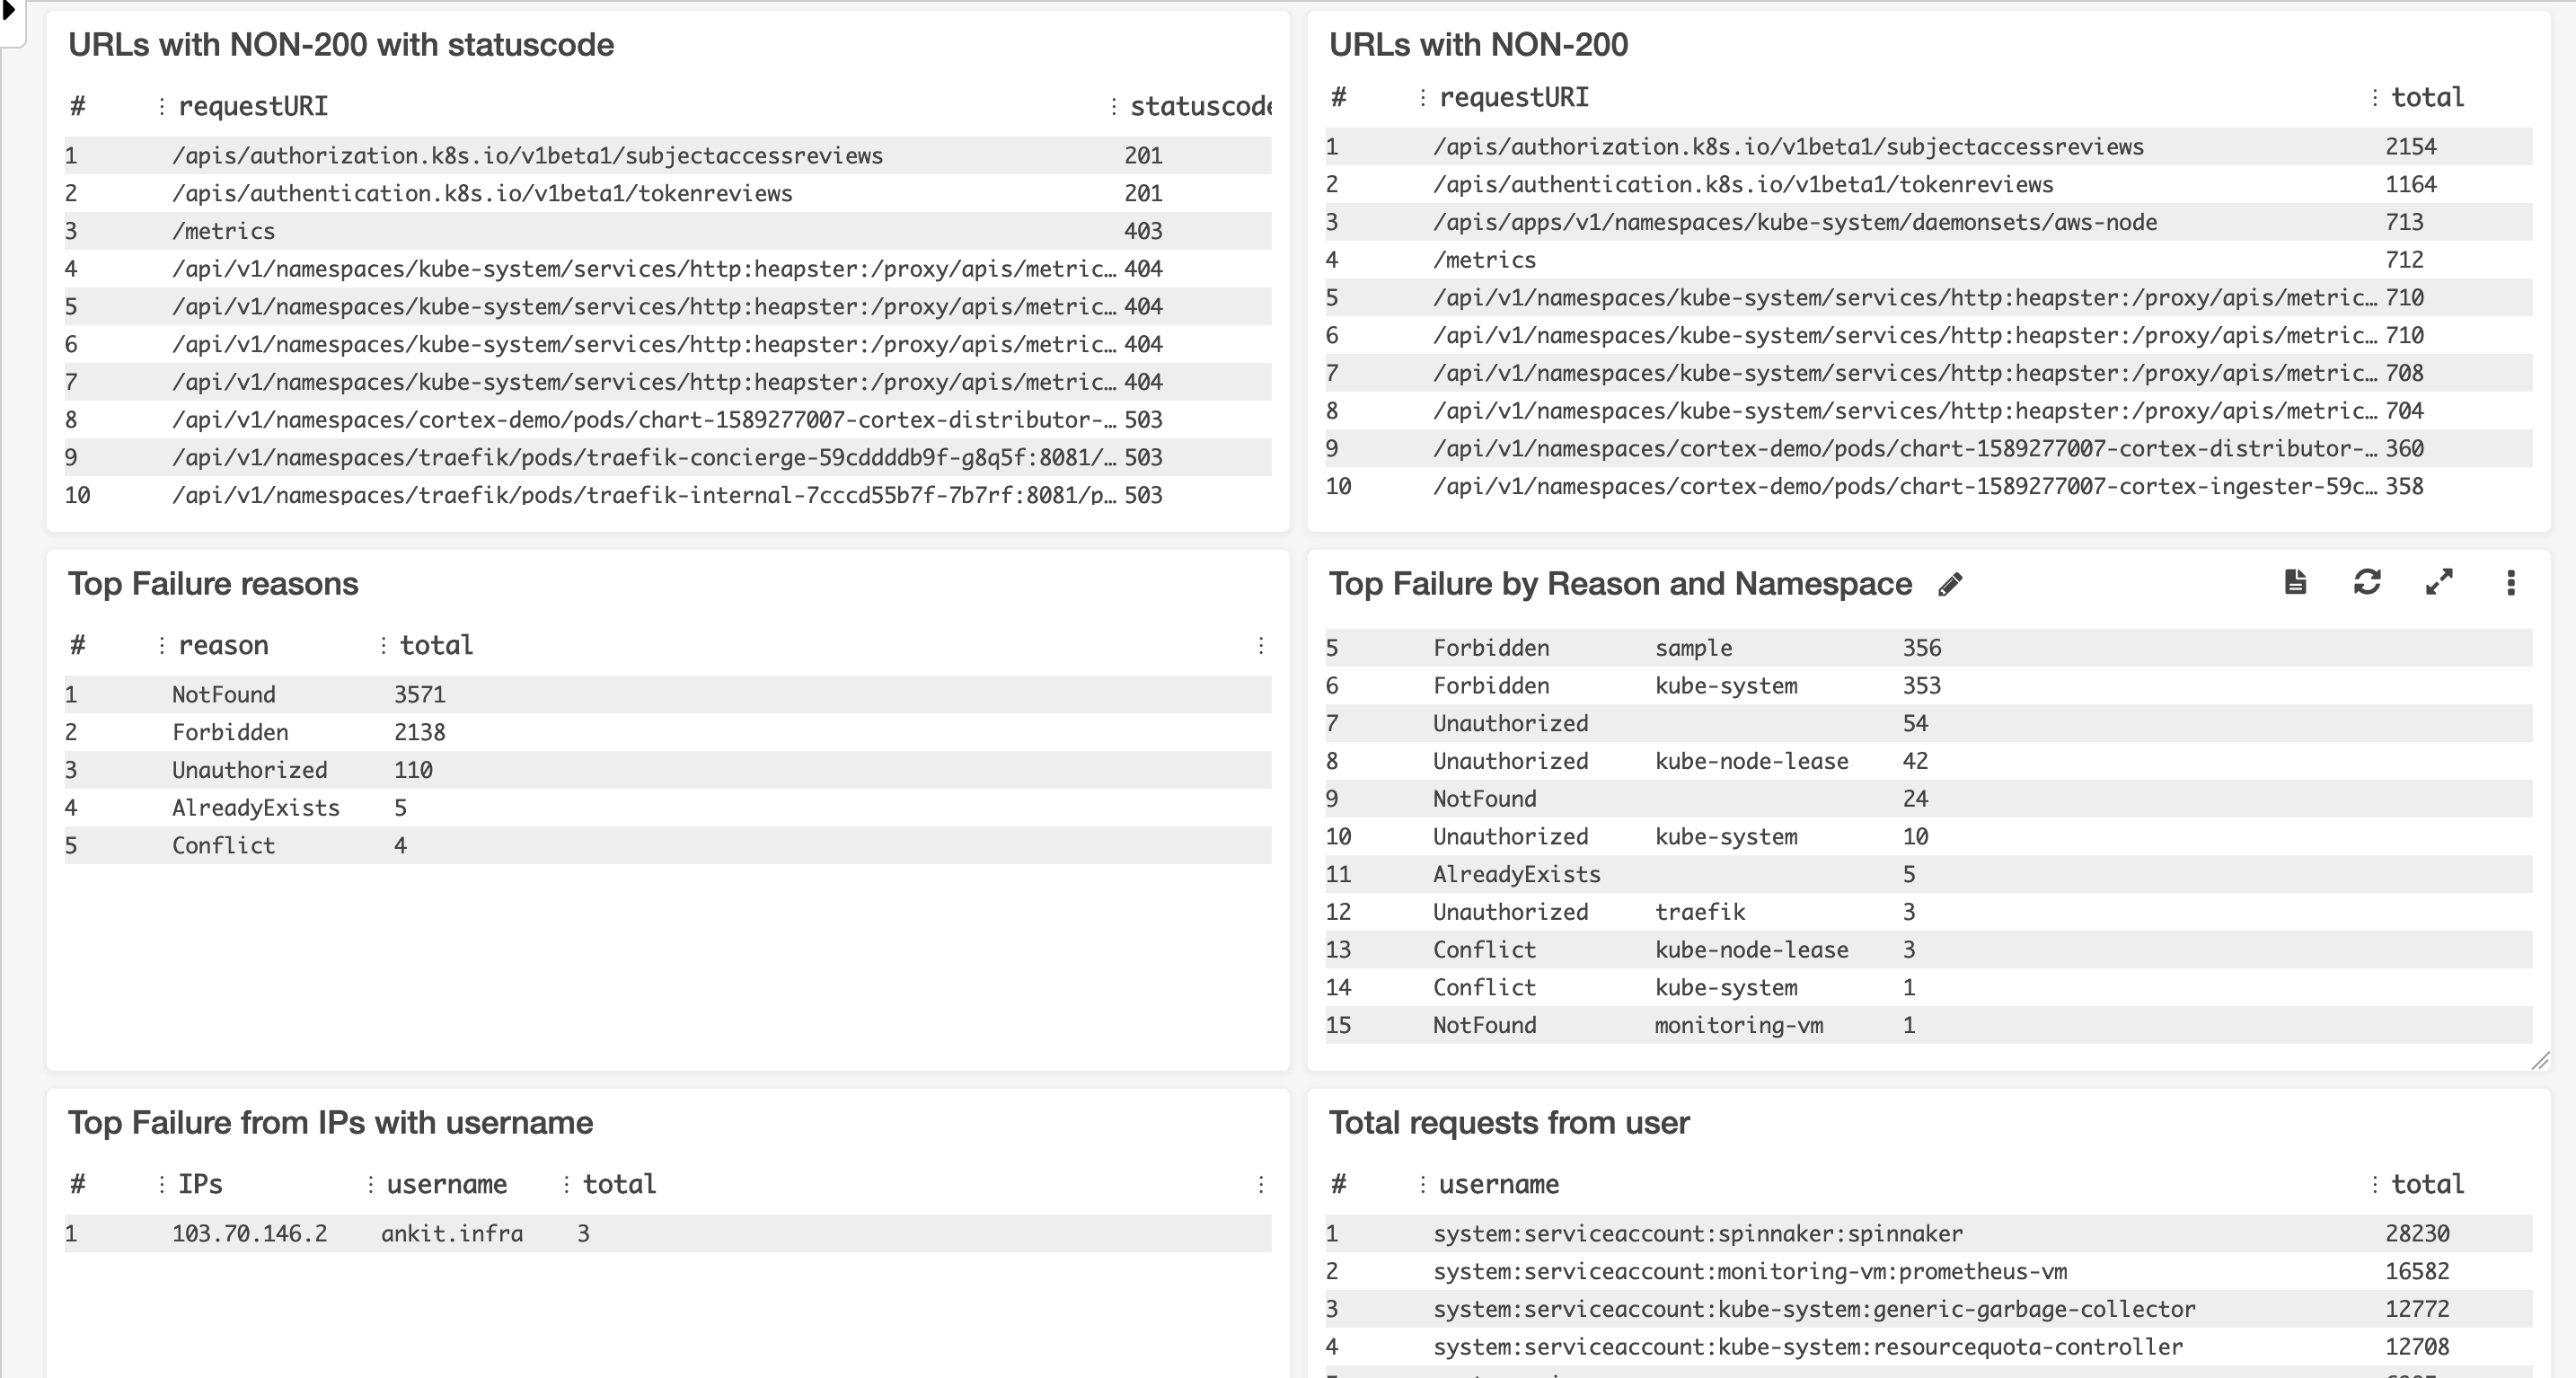 URLs with NON-200 with statuscode
# requestURI statuscode
1 /apis/authorization.k8s.io/v1beta1/subjectaccessreviews 201
2 /apis/authentication.k8s.io/v1beta1/tokenreviews 201
3 /metrics 403
4 /api/v1/namespaces/kube-system/services/http:heapster:/proxy/apis/metric… 404
5 /api/v1/namespaces/kube-system/services/http:heapster:/proxy/apis/metric… 404
6 /api/v1/namespaces/kube-system/services/http:heapster:/proxy/apis/metric… 404
7 /api/v1/namespaces/kube-system/services/http:heapster:/proxy/apis/metric… 404
8 /api/v1/namespaces/cortex-demo/pods/chart-1589277007-cortex-distributor-… 503
9 /api/v1/namespaces/traefik/pods/traefik-concierge-59cddddb9f-g8q5f:8081/… 503
10 /api/v1/namespaces/traefik/pods/traefik-internal-7cccd55b7f-7b7rf:8081/p… 503
URLs with NON-200
# requestURI total
1 /apis/authorization.k8s.io/v1beta1/subjectaccessreviews 2154
2 /apis/authentication.k8s.io/v1beta1/tokenreviews 1164
3 /apis/apps/v1/namespaces/kube-system/daemonsets/aws-node 713
4 /metrics 712
5 /api/v1/namespaces/kube-system/services/http:heapster:/proxy/apis/metric… 710
6 /api/v1/namespaces/kube-system/services/http:heapster:/proxy/apis/metric… 710
7 /api/v1/namespaces/kube-system/services/http:heapster:/proxy/apis/metric… 708
8 /api/v1/namespaces/kube-system/services/http:heapster:/proxy/apis/metric… 704
9 /api/v1/namespaces/cortex-demo/pods/chart-1589277007-cortex-distributor-… 360
10 /api/v1/namespaces/cortex-demo/pods/chart-1589277007-cortex-ingester-59c… 358
Top Failure reasons
# reason total
1 NotFound 3571
2 Forbidden 2138
3 Unauthorized 110
4 AlreadyExists 5
5 Conflict 4
Top Failure by Reason and Namespace
5 Forbidden sample 356
6 Forbidden kube-system 353
7 Unauthorized 54
8 Unauthorized kube-node-lease 42
9 NotFound 24
10 Unauthorized kube-system 10
11 AlreadyExists 5
12 Unauthorized traefik 3
13 Conflict kube-node-lease 3
14 Conflict kube-system 1
15 NotFound monitoring-vm 1
Top Failure from IPs with username
# IPs username total
1 103.70.146.2 ankit.infra 3
Total requests from user
# username total
1 system:serviceaccount:spinnaker:spinnaker 28230
2 system:serviceaccount:monitoring-vm:prometheus-vm 16582
3 system:serviceaccount:kube-system:generic-garbage-collector 12772
4 system:serviceaccount:kube-system:resourcequota-controller 12708